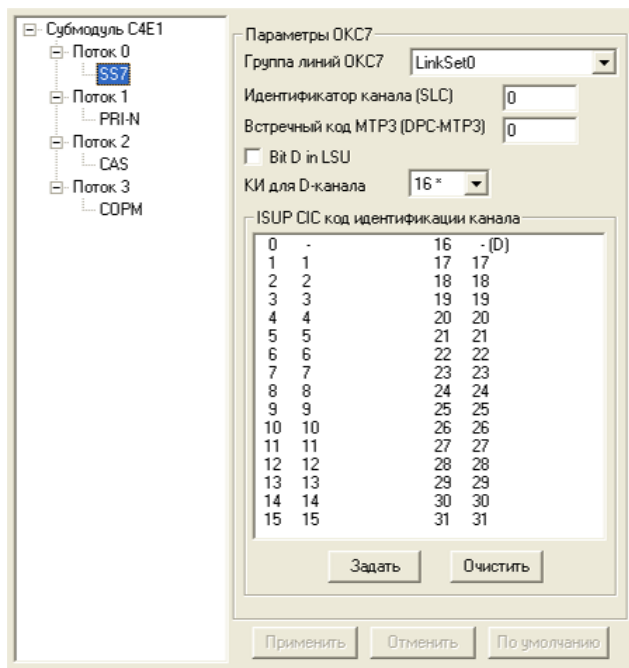 Субмодуль C4E1
Поток 0
SS7
Поток 1
PRI-N
Поток 2
CAS
Поток 3
СОРМ
Параметры ОКС7
Группа линий ОКС7 LinkSet0
Идентификатор канала (SLC) 0
Встречный код МТР3 (DPC-MTP3) 0
Bit D in LSU
КИ для D-канала 16 *
ISUP CIC код идентификации канала
0 - 16 - (D)
1 1 17 17
2 2 18 18
3 3 19 19
4 4 20 20
5 5 21 21
6 6 22 22
7 7 23 23
8 8 24 24
9 9 25 25
10 10 26 26
11 11 27 27
12 12 28 28
13 13 29 29
14 14 30 30
15 15 31 31
Задать Очистить
Применить Отменить По умолчанию